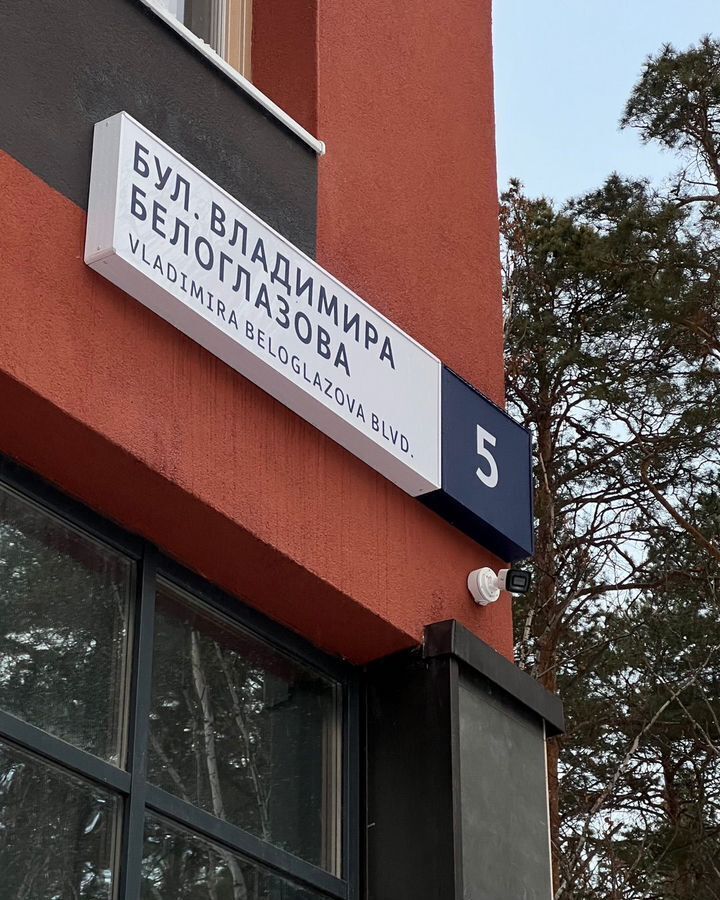 БУЛ. ВЛАДИМИРА
БЕЛОГЛАЗОВА
VLADIMIRA BELOGLAZOVA BLVD.
5